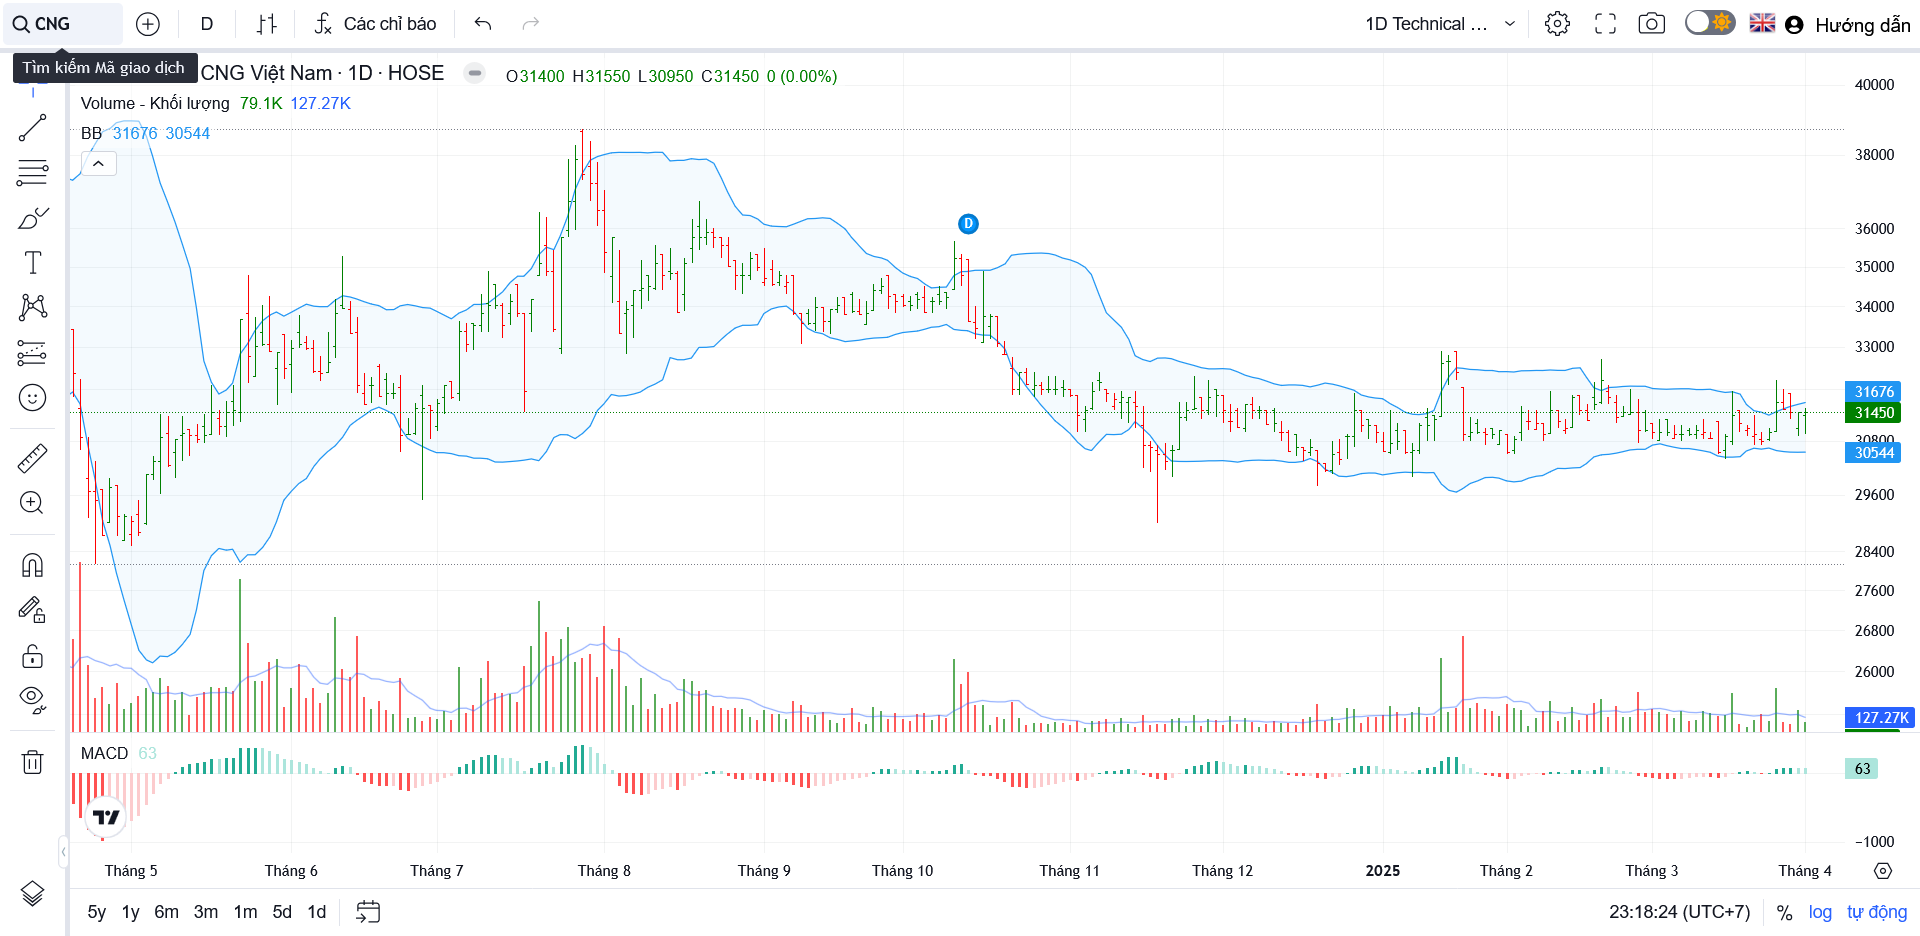 CNG
D
Các chỉ báo
1D Technical ...
Hướng dẫn
Tìm kiếm Mã giao dịch
CNG Việt Nam · 1D · HOSE
O31400 H31550 L30950 C31450 0 (0.00%)
Volume - Khối lượng 79.1K 127.27K
BB 31676 30544
D
40000
38000
36000
35000
34000
33000
31676
31450
30800
30544
29600
28400
27600
26800
26000
127.27K
MACD 63
63
−1000
Tháng 5 Tháng 6 Tháng 7 Tháng 8 Tháng 9 Tháng 10 Tháng 11 Tháng 12 2025 Tháng 2 Tháng 3 Tháng 4
5y 1y 6m 3m 1m 5d 1d
23:18:24 (UTC+7) % log tự động